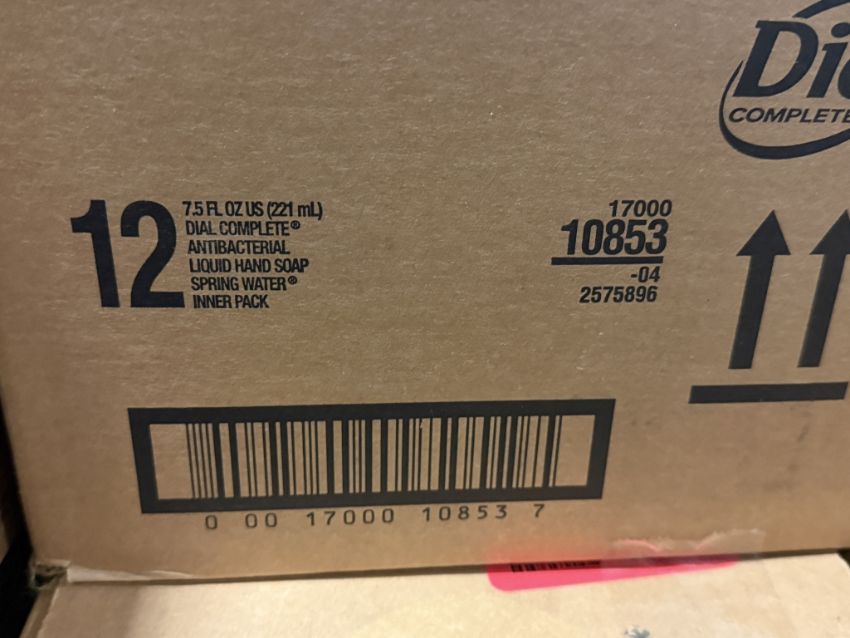 Dial
COMPLETE
12
7.5 FL OZ US (221 mL)
DIAL COMPLETE®
ANTIBACTERIAL
LIQUID HAND SOAP
SPRING WATER®
INNER PACK
17000
10853
-04
2575896
0 00 17000 10853 7